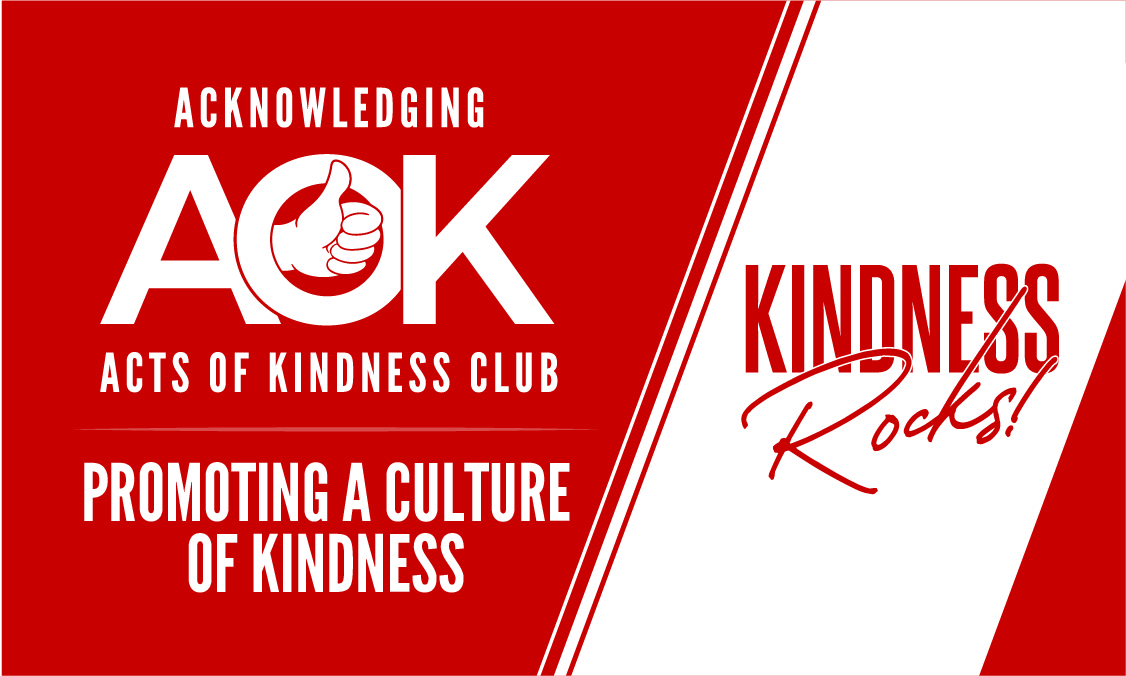 ACKNOWLEDGING
AOK
ACTS OF KINDNESS CLUB
PROMOTING A CULTURE
OF KINDNESS
KINDNESS
Rocks!